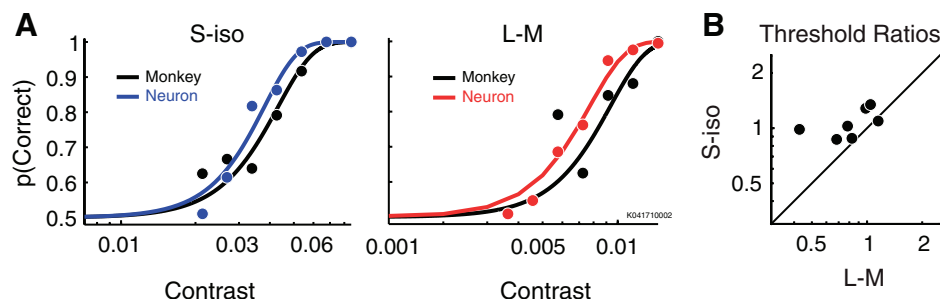 A
S-iso
L-M
B
Threshold Ratios
p(Correct)
1
0.9
0.8
0.7
0.6
0.5
Monkey
Neuron
0.01
0.03
0.06
Contrast
Monkey
Neuron
K041710002
0.001
0.005
0.01
Contrast
S-iso
2
1
0.5
0.5
1
2
L-M